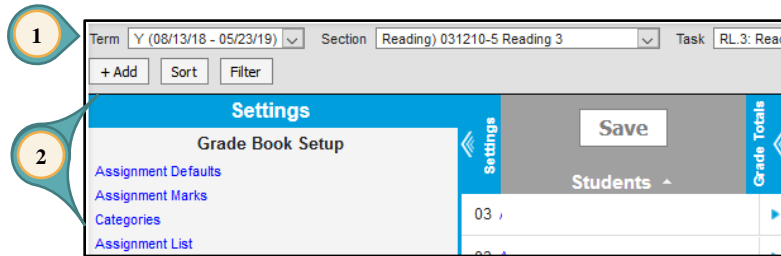 1
Term Y (08/13/18 - 05/23/19) Section Reading) 031210-5 Reading 3 Task RL.3:
+ Add Sort Filter
2
Settings
Grade Book Setup
Assignment Defaults
Assignment Marks
Categories
Assignment List
Settings
Save
Students
03
Grade Totals